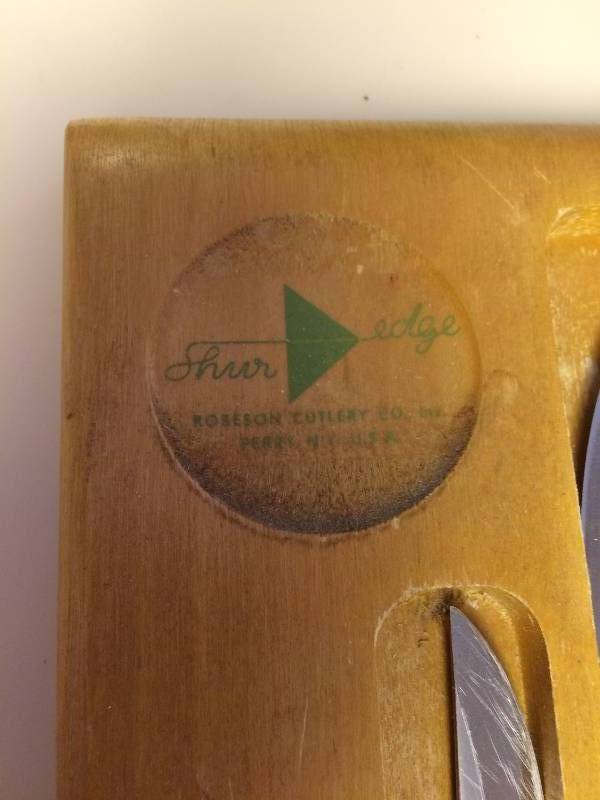 Shur edge
ROBESON CUTLERY CO. Inc.
PERRY, N.Y. U.S.A.